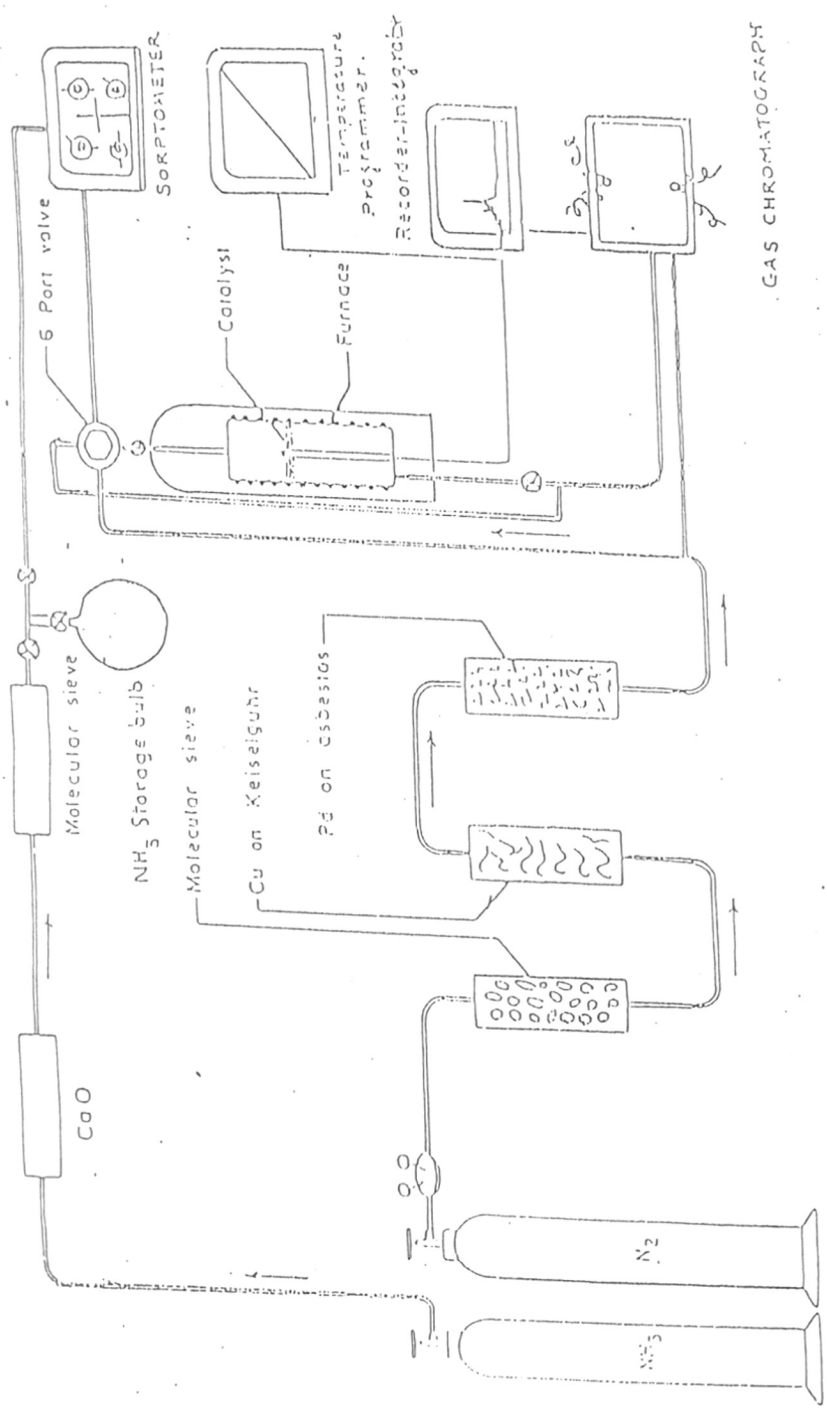 SORPTOMETER
6 Port valve
Temperature
Programmer.
Recorder-integrator
Catalyst
Furnace
GAS CHROMATOGRAPH
Molecular sieve
NH3 Storage bulb
Molecular sieve
Cu on Keiselguhr
Pd on asbestos
CaO
N2
NH3